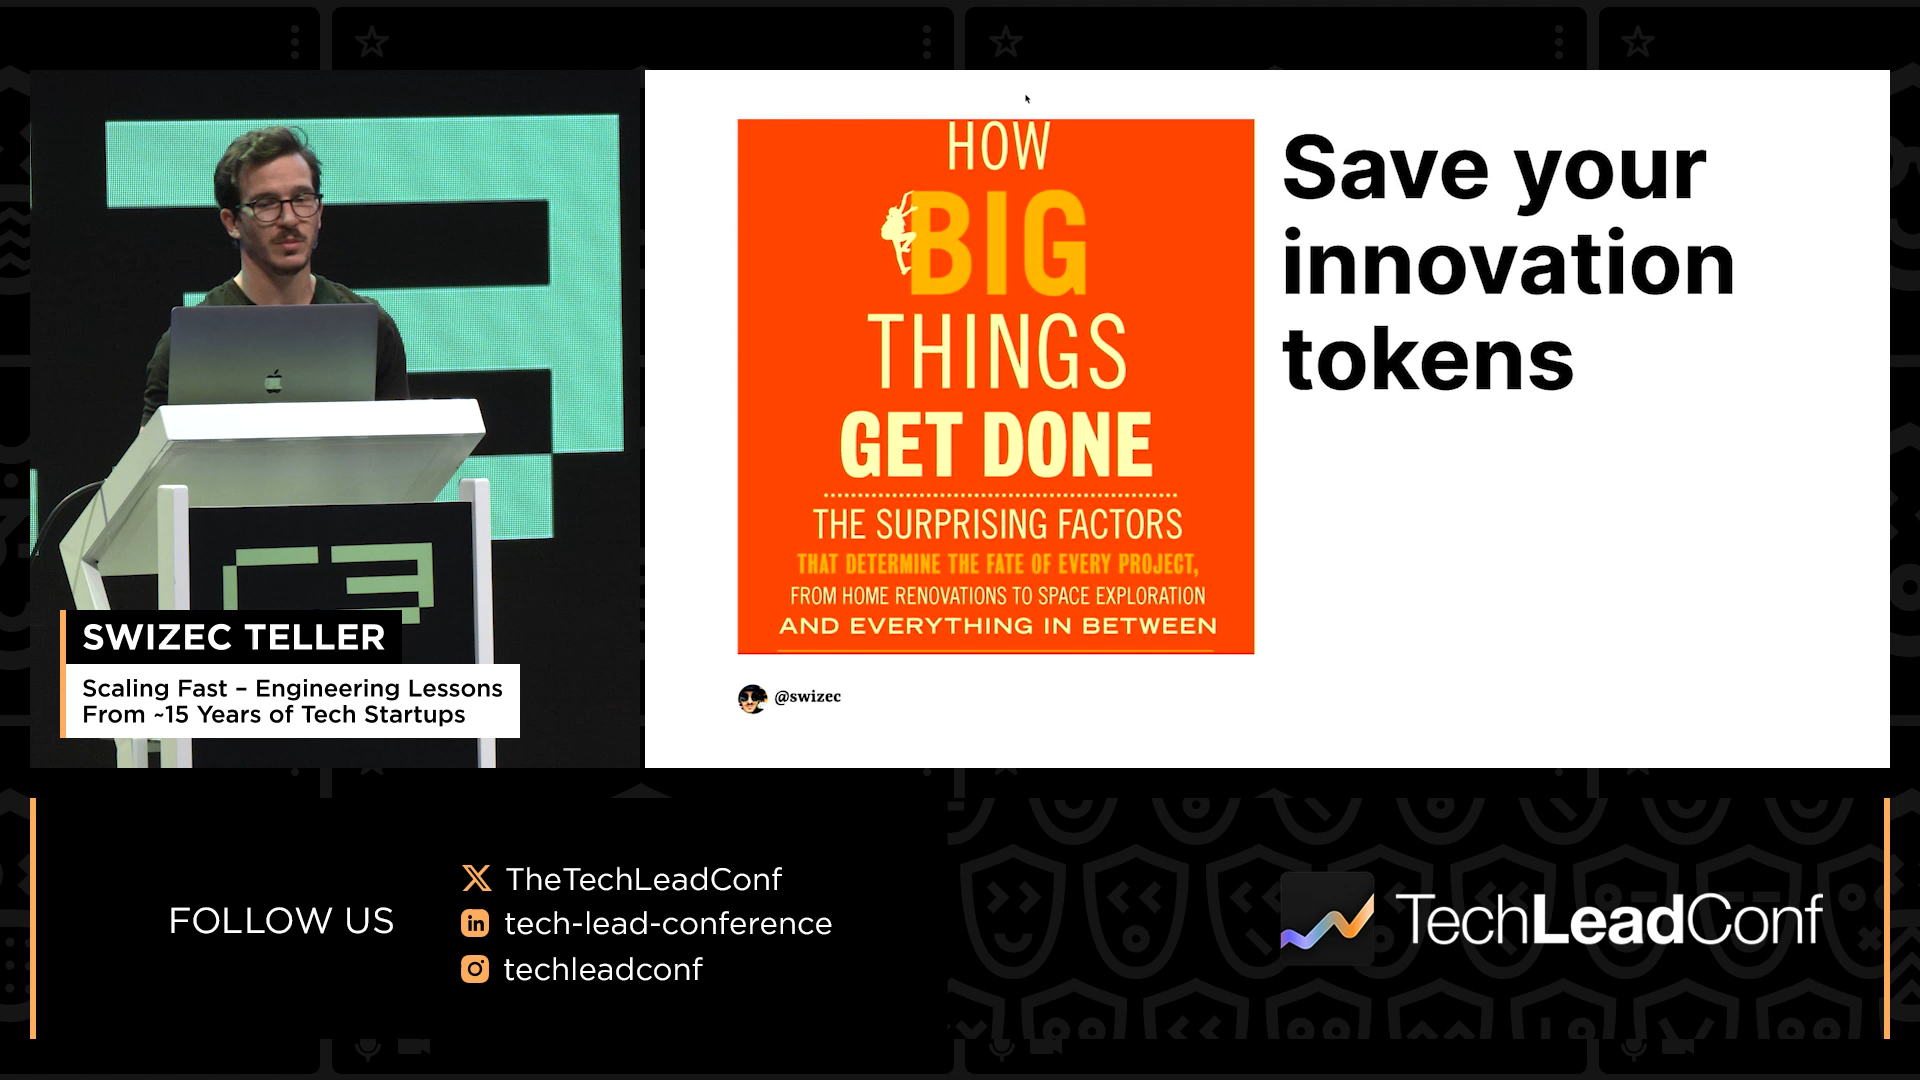 HOW
BIG
THINGS
GET DONE
THE SURPRISING FACTORS
THAT DETERMINE THE FATE OF EVERY PROJECT,
FROM HOME RENOVATIONS TO SPACE EXPLORATION
AND EVERYTHING IN BETWEEN
Save your
innovation
tokens
@swizec
SWIZEC TELLER
Scaling Fast – Engineering Lessons
From ~15 Years of Tech Startups
FOLLOW US
TheTechLeadConf
tech-lead-conference
techleadconf
TechLeadConf